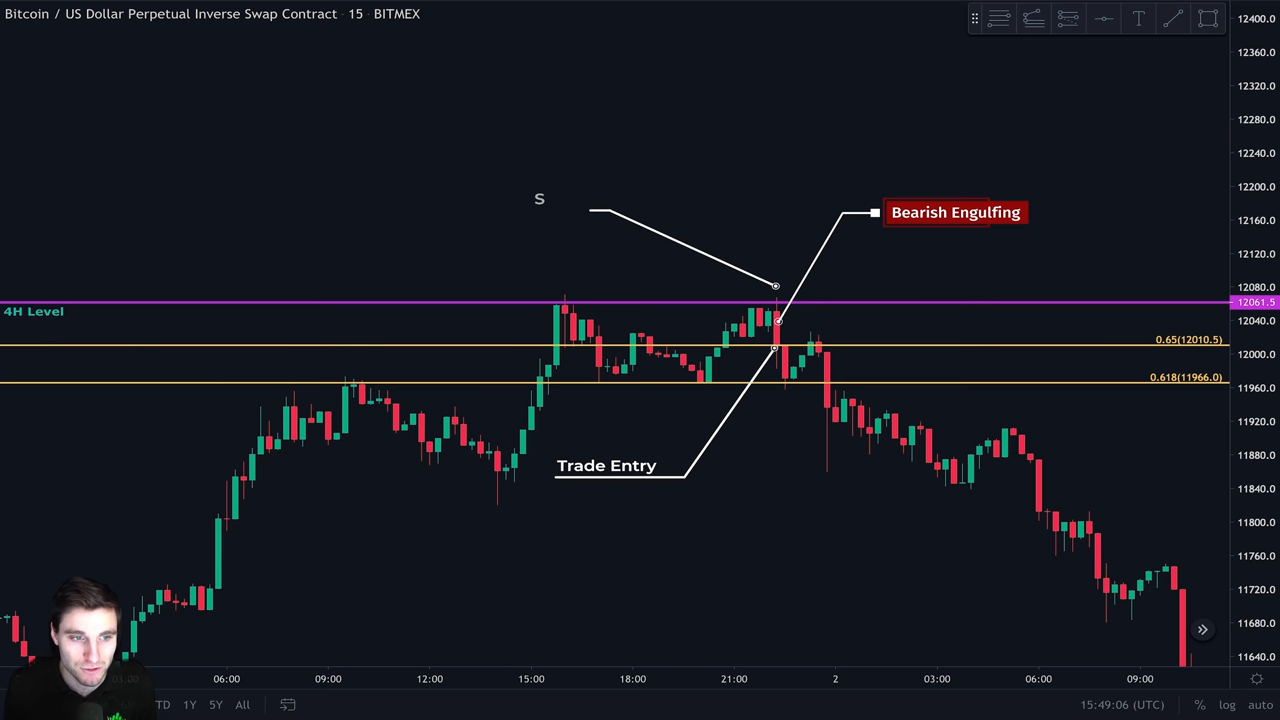 Bitcoin / US Dollar Perpetual Inverse Swap Contract · 15 · BITMEX
T
12400.0
12360.0
12320.0
12280.0
12240.0
12200.0
S
Bearish Engulfing
12160.0
12120.0
12080.0
12061.5
4H Level
12040.0
0.65(12010.5)
12000.0
0.618(11966.0)
11960.0
11920.0
11880.0
Trade Entry
11840.0
11800.0
11760.0
11720.0
11680.0
11640.0
03:00 06:00 09:00 12:00 15:00 18:00 21:00 2 03:00 06:00 09:00
TD 1Y 5Y All 15:49:06 (UTC) % log auto